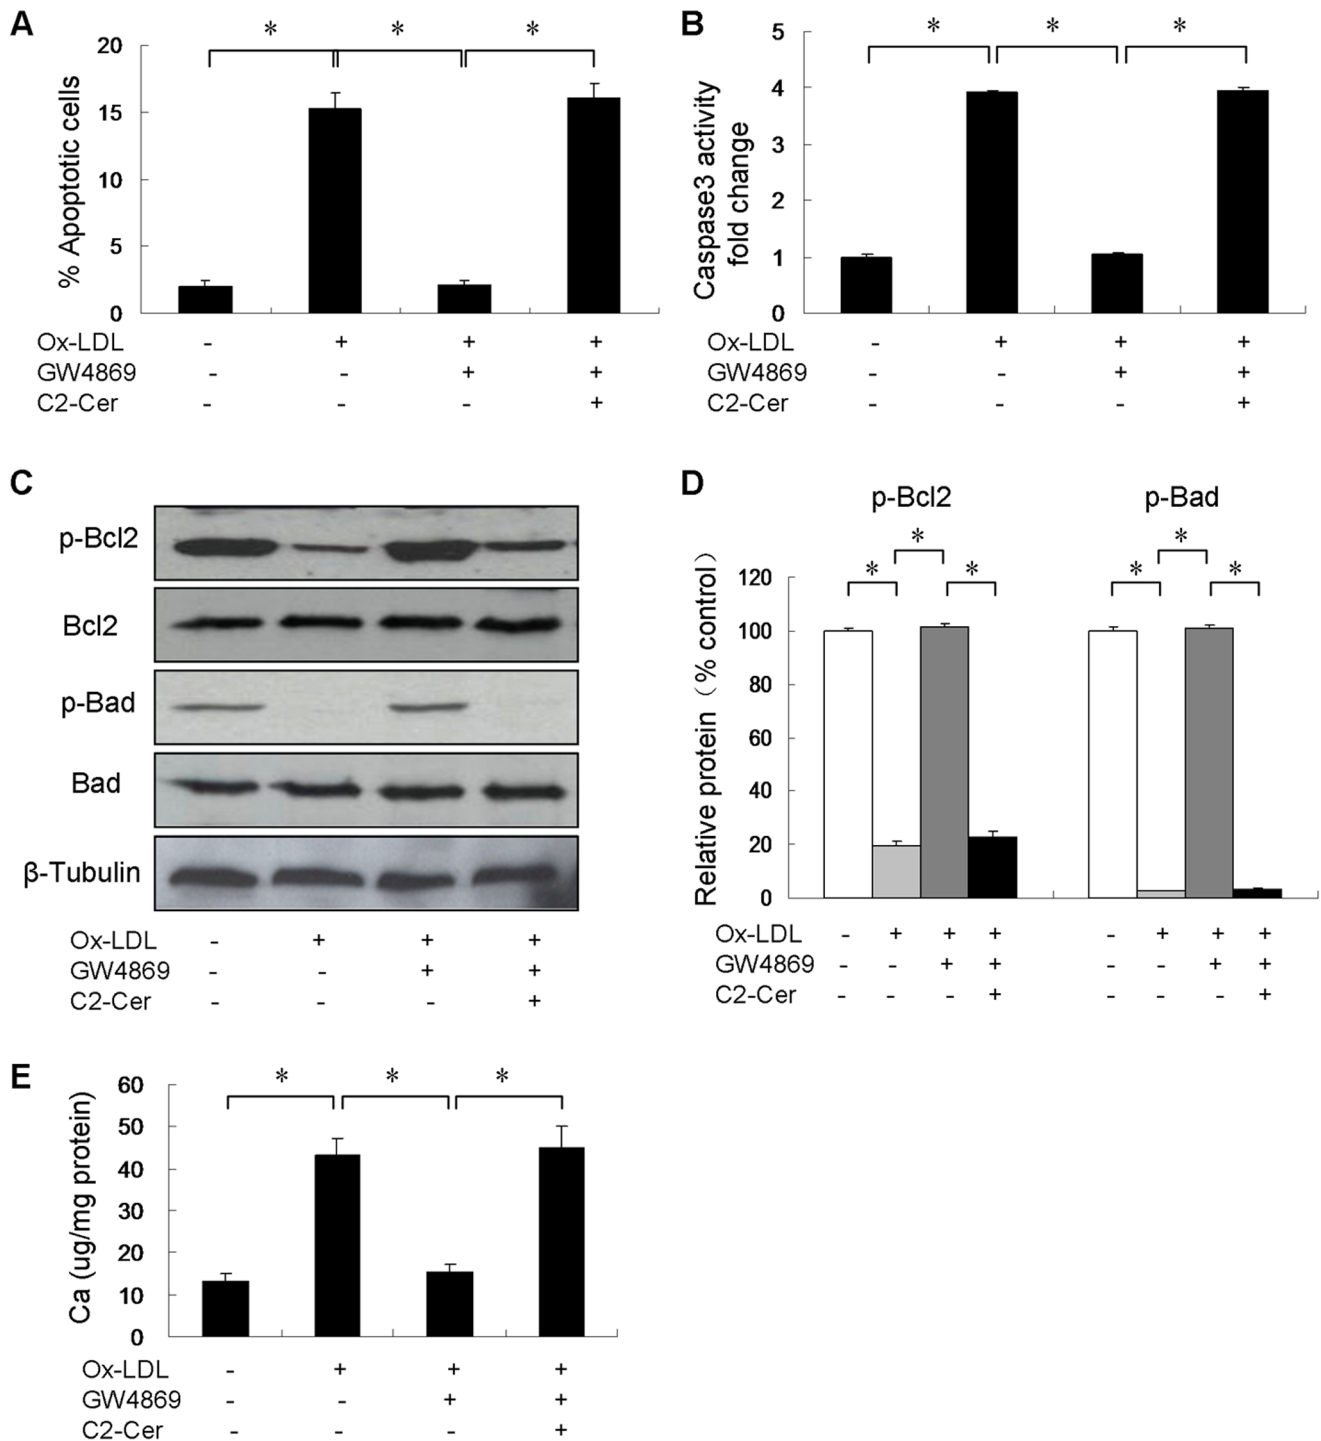 A
* * *
20
15
10
5
0
% Apoptotic cells
Ox-LDL - + + +
GW4869 - - + +
C2-Cer - - - +
B
* * *
5
4
3
2
1
0
Caspase3 activity
fold change
Ox-LDL - + + +
GW4869 - - + +
C2-Cer - - - +
C
p-Bcl2
Bcl2
p-Bad
Bad
β-Tubulin
Ox-LDL - + + +
GW4869 - - + +
C2-Cer - - - +
D
p-Bcl2 p-Bad
* * * * * *
120
100
80
60
40
20
0
Relative protein (% control)
Ox-LDL - + + + - + + +
GW4869 - - + + - - + +
C2-Cer - - - + - - - +
E
* * *
60
50
40
30
20
10
0
Ca (ug/mg protein)
Ox-LDL - + + +
GW4869 - - + +
C2-Cer - - - +